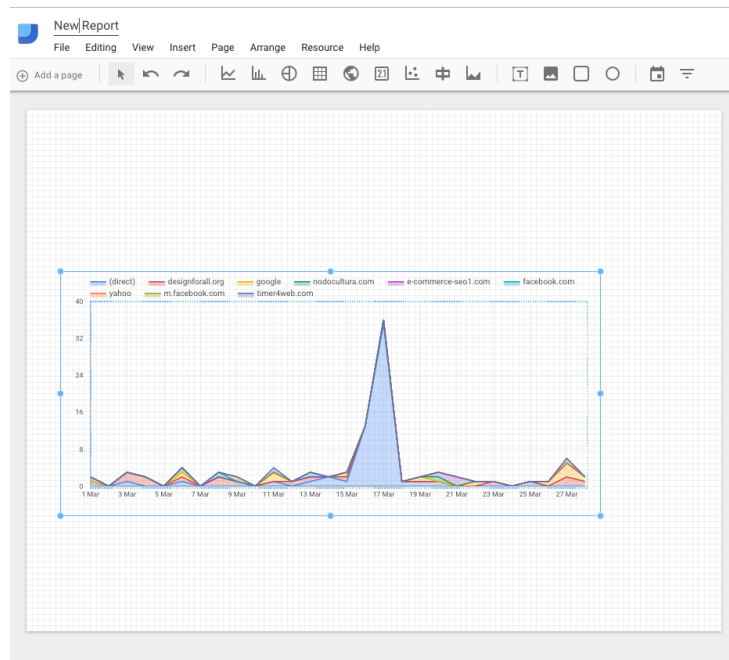 New Report
File Editing View Insert Page Arrange Resource Help
Add a page
21
T
(direct) designforall.org google nodocultura.com e-commerce-seo1.com facebook.com
yahoo m.facebook.com timer4web.com
40
32
24
16
8
0
1 Mar 3 Mar 5 Mar 7 Mar 9 Mar 11 Mar 13 Mar 15 Mar 17 Mar 19 Mar 21 Mar 23 Mar 25 Mar 27 Mar